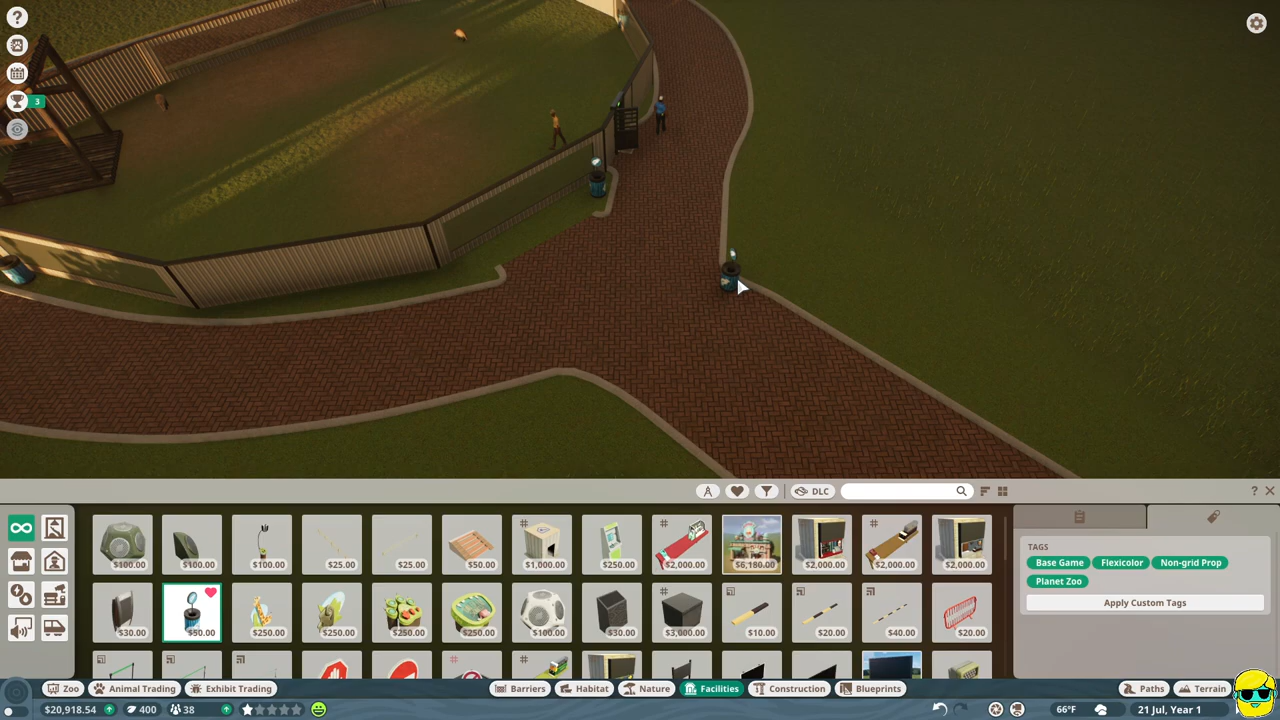 ?
3
DLC
?
$100.00 $100.00 $100.00 $25.00 $25.00 $50.00 $1,000.00 $250.00 $2,000.00 $6,180.00 $2,000.00 $2,000.00 $2,000.00
$30.00 $50.00 $250.00 $250.00 $250.00 $250.00 $100.00 $30.00 $3,000.00 $10.00 $20.00 $40.00 $20.00
TAGS
Base Game Flexicolor Non-grid Prop
Planet Zoo
Apply Custom Tags
Zoo Animal Trading Exhibit Trading Barriers Habitat Nature Facilities Construction Blueprints Paths Terrain
$20,918.54 400 38 66°F 21 Jul, Year 1